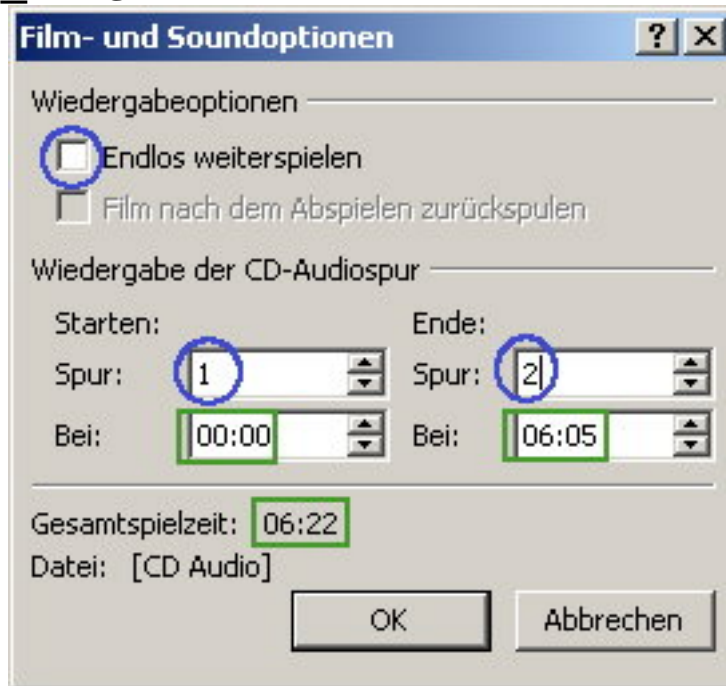 Film- und Soundoptionen
Wiedergabeoptionen
Endlos weiterspielen
Film nach dem Abspielen zurückspulen
Wiedergabe der CD-Audiospur
Starten: Ende:
Spur: 1 Spur: 2
Bei: 00:00 Bei: 06:05
Gesamtspielzeit: 06:22
Datei: [CD Audio]
OK Abbrechen